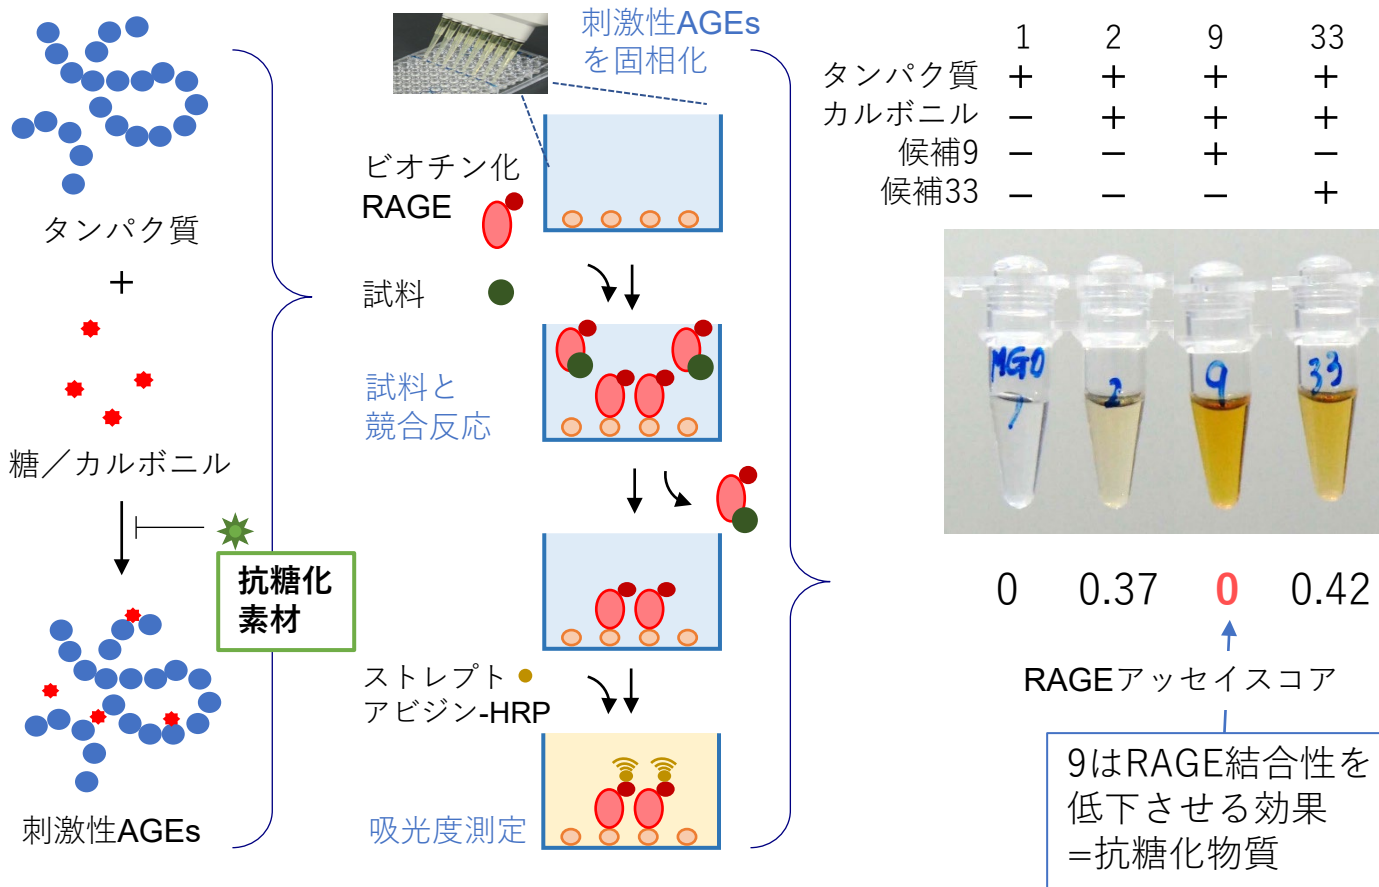 タンパク質
+
糖／カルボニル
抗糖化
素材
刺激性AGEs
刺激性AGEs
を固相化
ビオチン化
RAGE
試料
試料と
競合反応
ストレプト
アビジン-HRP
吸光度測定
1 2 9 33
タンパク質 + + + +
カルボニル − + + +
候補9 − − + −
候補33 − − − +
MGO
1 2 9 33
0 0.37 0 0.42
RAGEアッセイスコア
9はRAGE結合性を
低下させる効果
=抗糖化物質